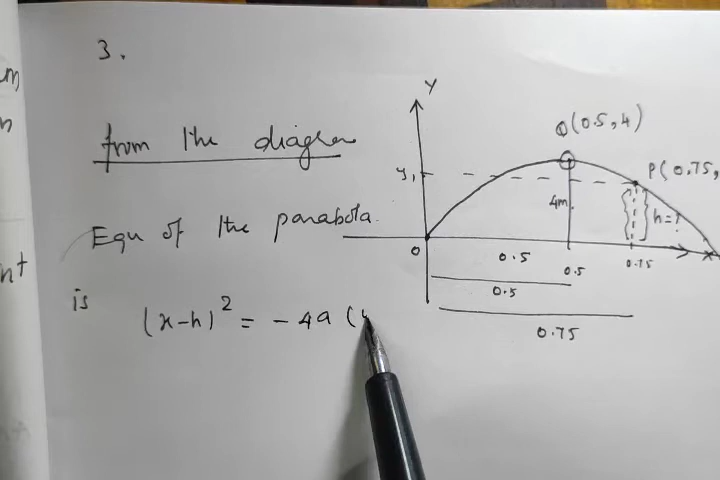 3.
from the diagram
Equ of the parabola
is
(x-h)² = - 4a (
Y
Q(0.5,4)
y₁
P(0.75,
4m
h=?
0
0.5
0.5
0.75
x
0.5
0.75